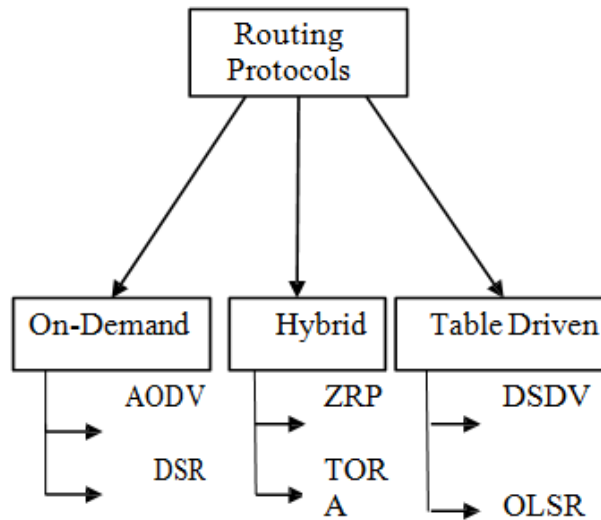 Routing
Protocols
On-Demand
Hybrid
Table Driven
AODV
ZRP
DSDV
DSR
TOR
A
OLSR